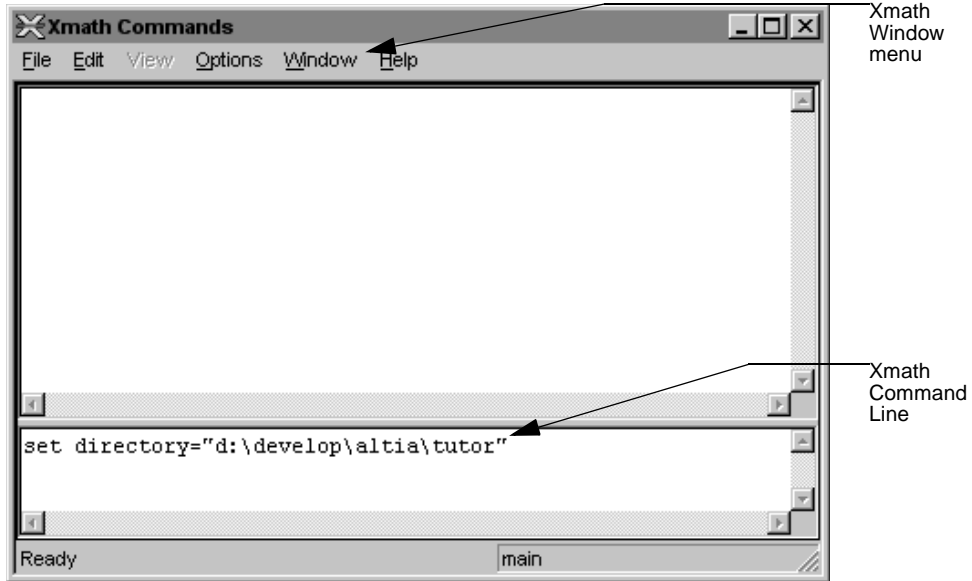 Xmath Commands
File Edit View Options Window Help
Xmath
Window
menu
Xmath
Command
Line
set directory="d:\develop\altia\tutor"
Ready
main